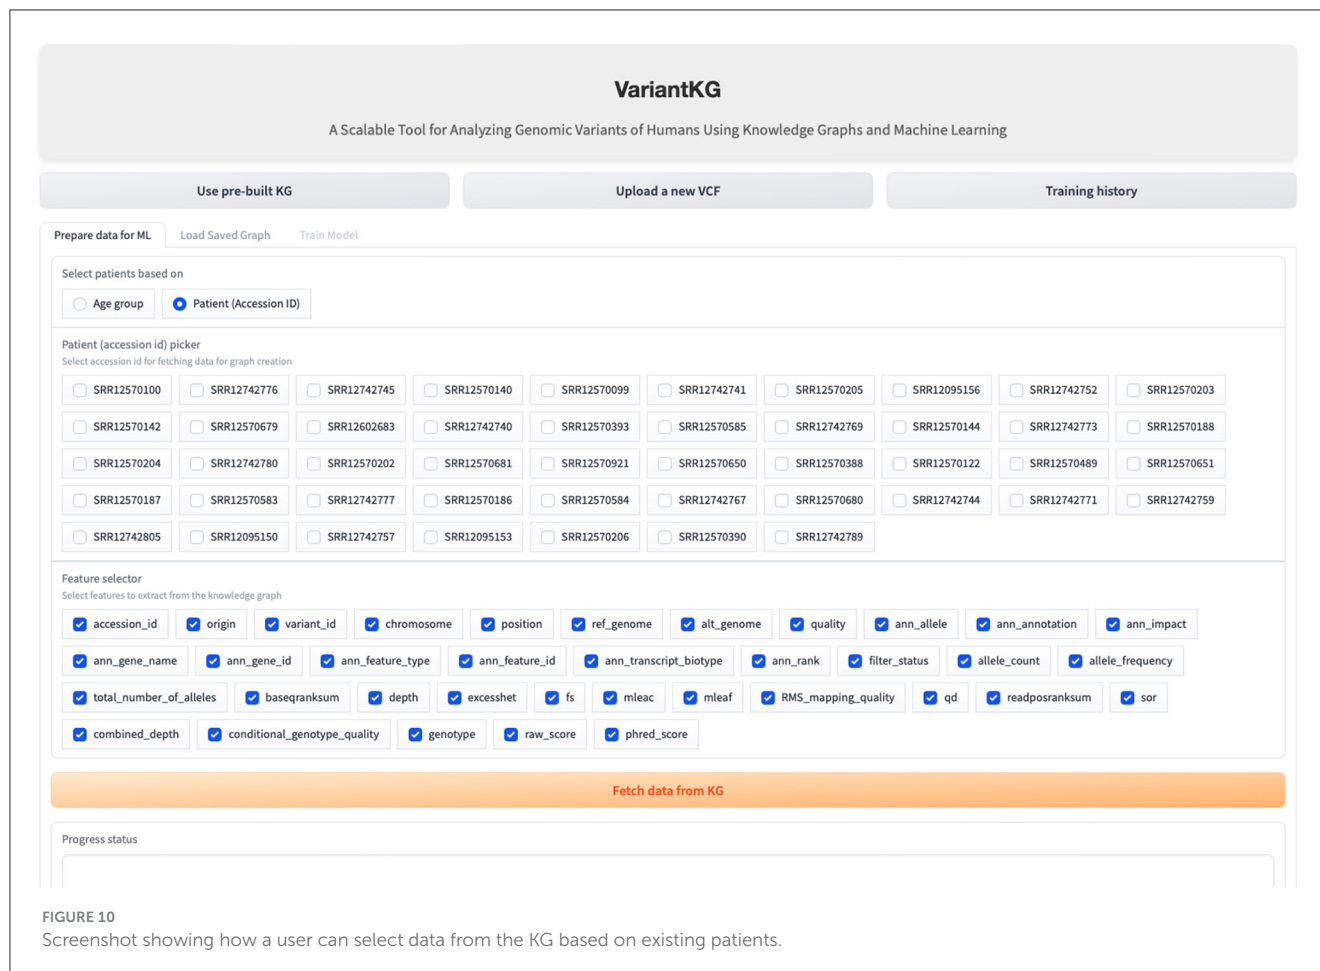 VariantKG
A Scalable Tool for Analyzing Genomic Variants of Humans Using Knowledge Graphs and Machine Learning
Use pre-built KG Upload a new VCF Training history
Prepare data for ML Load Saved Graph Train Model
Select patients based on
Age group Patient (Accession ID)
Patient (accession id) picker
Select accession id for fetching data for graph creation
SRR12570100 SRR12742776 SRR12742745 SRR12570140 SRR12570099 SRR12742741 SRR12570205 SRR12095156 SRR12742752 SRR12570203
SRR12570142 SRR12570679 SRR12602683 SRR12742740 SRR12570393 SRR12570585 SRR12742769 SRR12570144 SRR12742773 SRR12570188
SRR12570204 SRR12742780 SRR12570202 SRR12570681 SRR12570921 SRR12570650 SRR12570388 SRR12570122 SRR12570489 SRR12570651
SRR12570187 SRR12570583 SRR12742777 SRR12570186 SRR12570584 SRR12742767 SRR12570680 SRR12742744 SRR12742771 SRR12742759
SRR12742805 SRR12095150 SRR12742757 SRR12095153 SRR12570206 SRR12570390 SRR12742789
Feature selector
Select features to extract from the knowledge graph
accession_id origin variant_id chromosome position ref_genome alt_genome quality ann_allele ann_annotation ann_impact
ann_gene_name ann_gene_id ann_feature_type ann_feature_id ann_transcript_biotype ann_rank filter_status allele_count allele_frequency
total_number_of_alleles baseqranksum depth excesshet fs mleac mleaf RMS_mapping_quality qd readposranksum sor
combined_depth conditional_genotype_quality genotype raw_score phred_score
Fetch data from KG
Progress status
FIGURE 10
Screenshot showing how a user can select data from the KG based on existing patients.